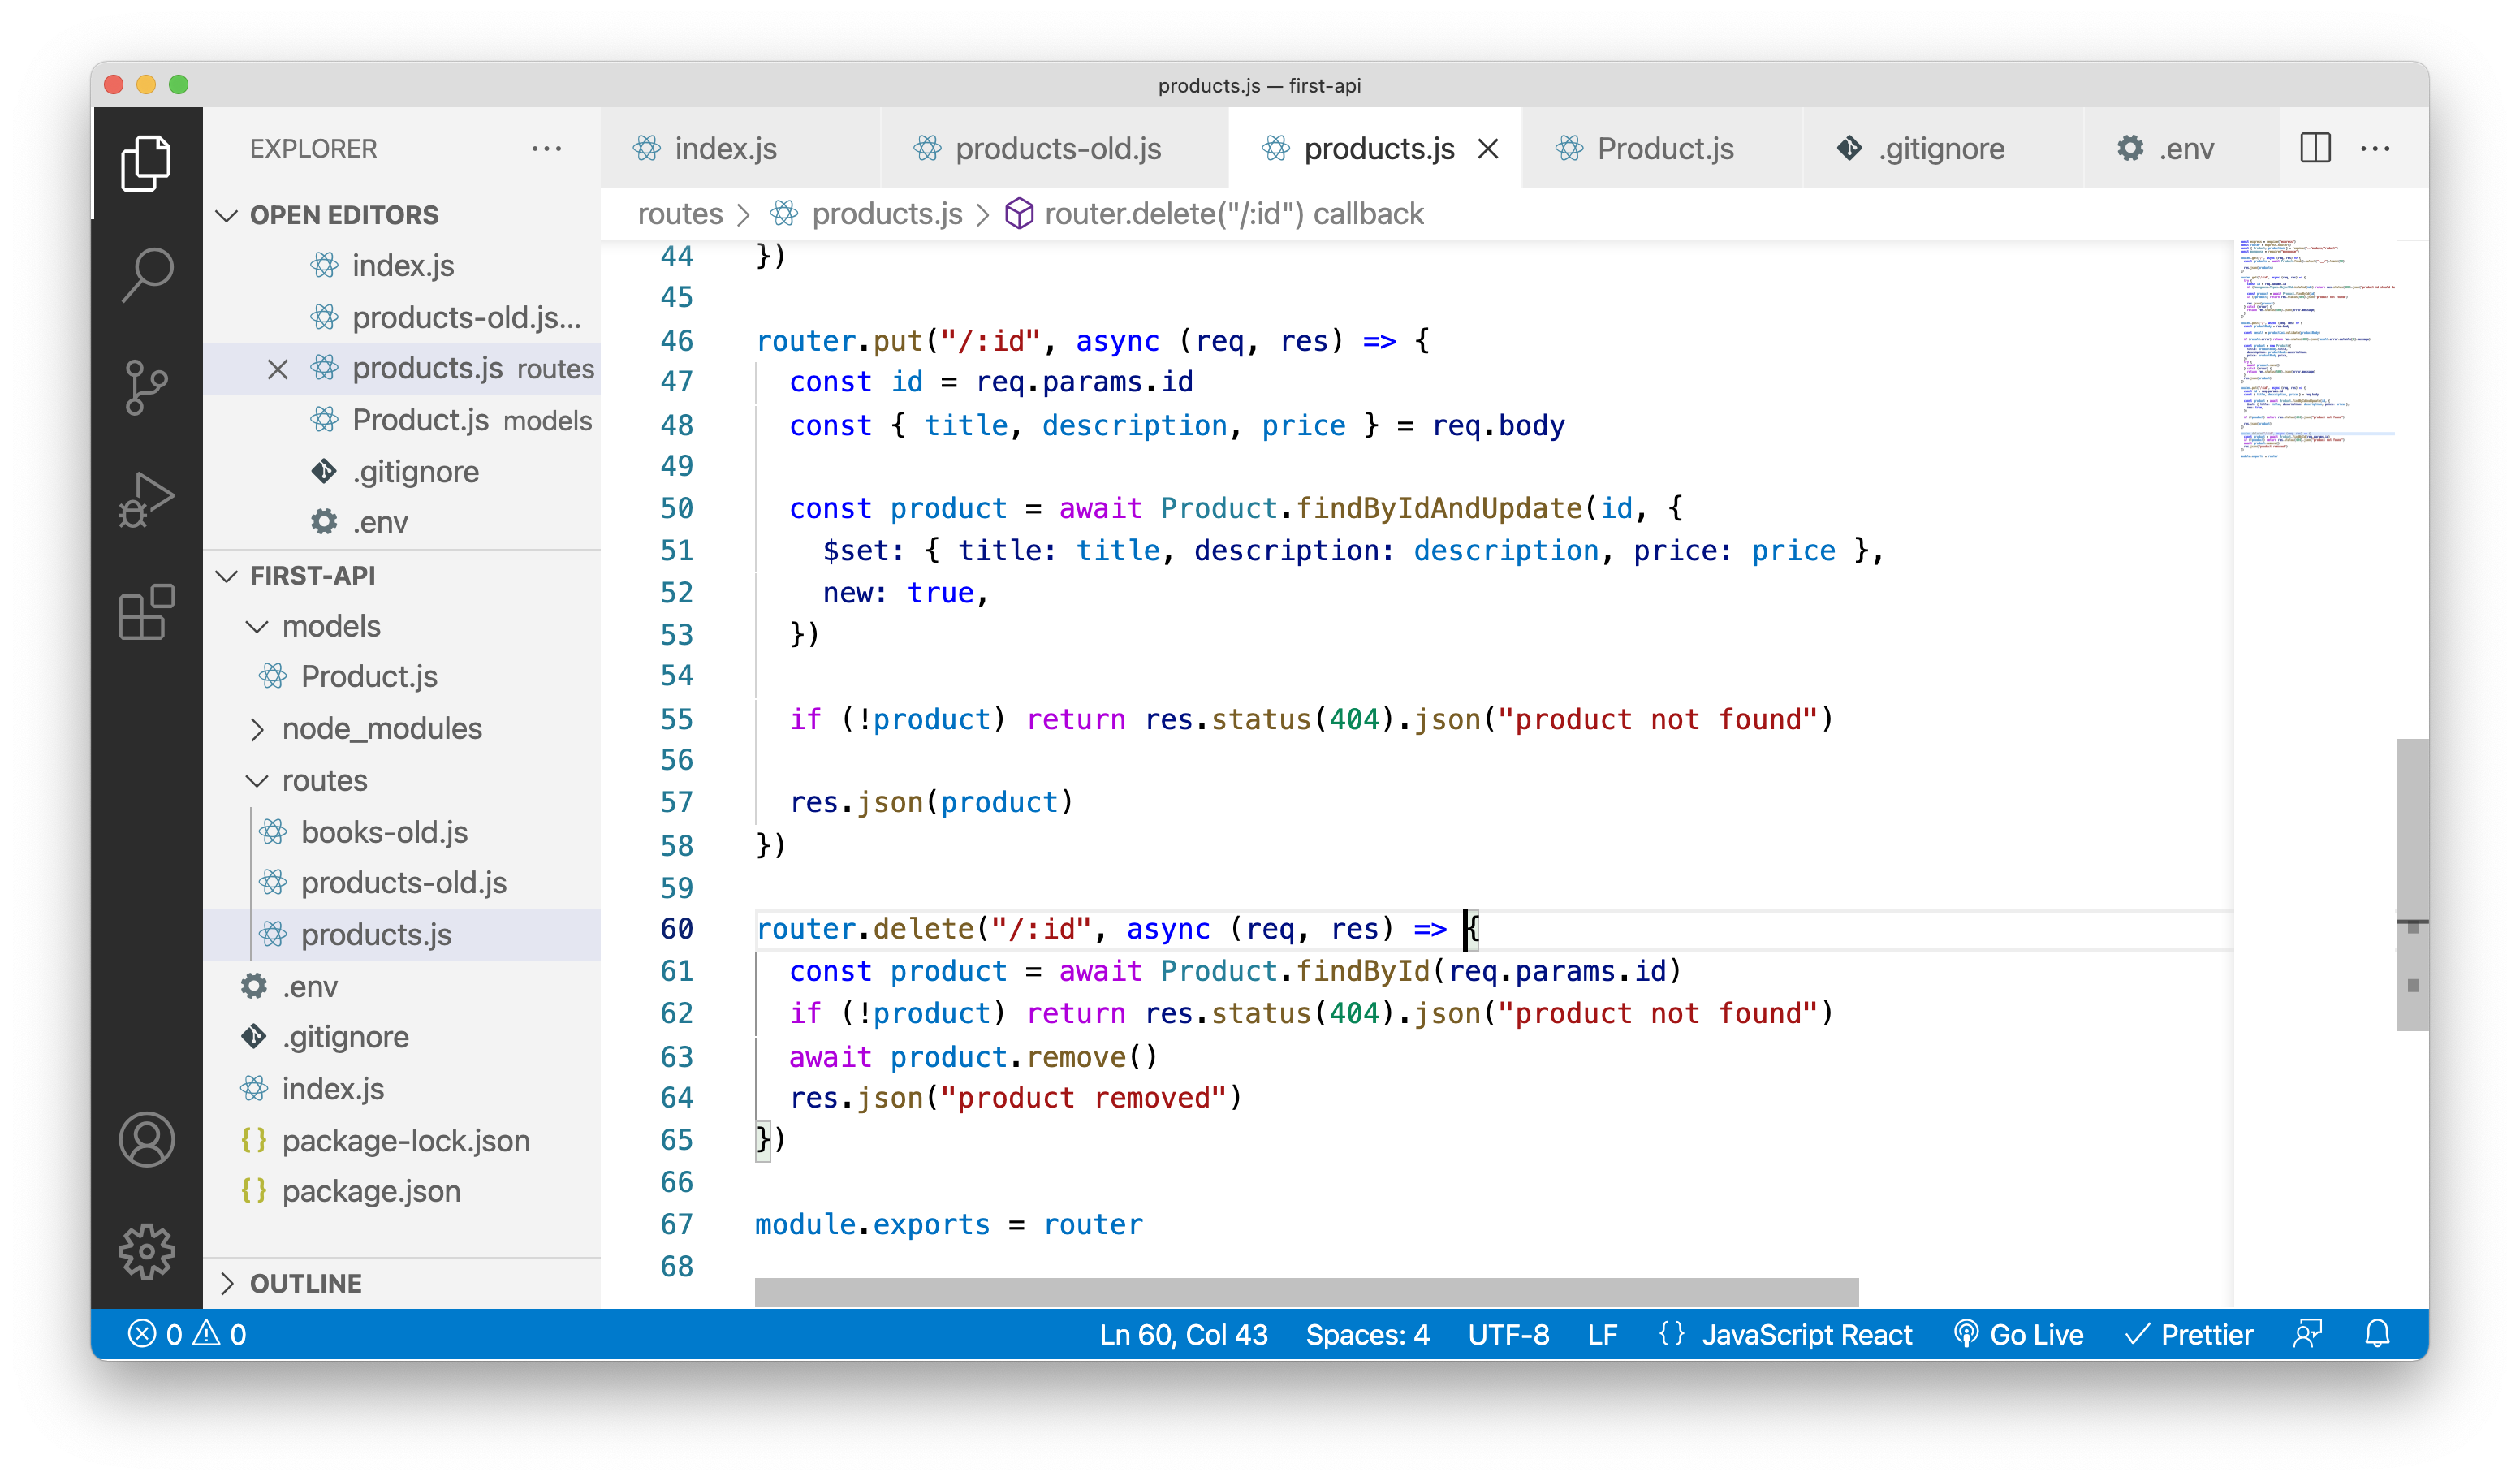 products.js — first-api
EXPLORER
OPEN EDITORS
index.js
products-old.js...
products.js routes
Product.js models
.gitignore
.env
FIRST-API
models
Product.js
node_modules
routes
books-old.js
products-old.js
products.js
.env
.gitignore
index.js
{} package-lock.json
{} package.json
OUTLINE
index.js
products-old.js
products.js
Product.js
.gitignore
.env
routes > products.js > router.delete("/:id") callback
44 })
45
46 router.put("/:id", async (req, res) => {
47   const id = req.params.id
48   const { title, description, price } = req.body
49
50   const product = await Product.findByIdAndUpdate(id, {
51     $set: { title: title, description: description, price: price },
52     new: true,
53   })
54
55   if (!product) return res.status(404).json("product not found")
56
57   res.json(product)
58 })
59
60 router.delete("/:id", async (req, res) => {
61   const product = await Product.findById(req.params.id)
62   if (!product) return res.status(404).json("product not found")
63   await product.remove()
64   res.json("product removed")
65 })
66
67 module.exports = router
68
0 0 Ln 60, Col 43 Spaces: 4 UTF-8 LF {} JavaScript React Go Live Prettier